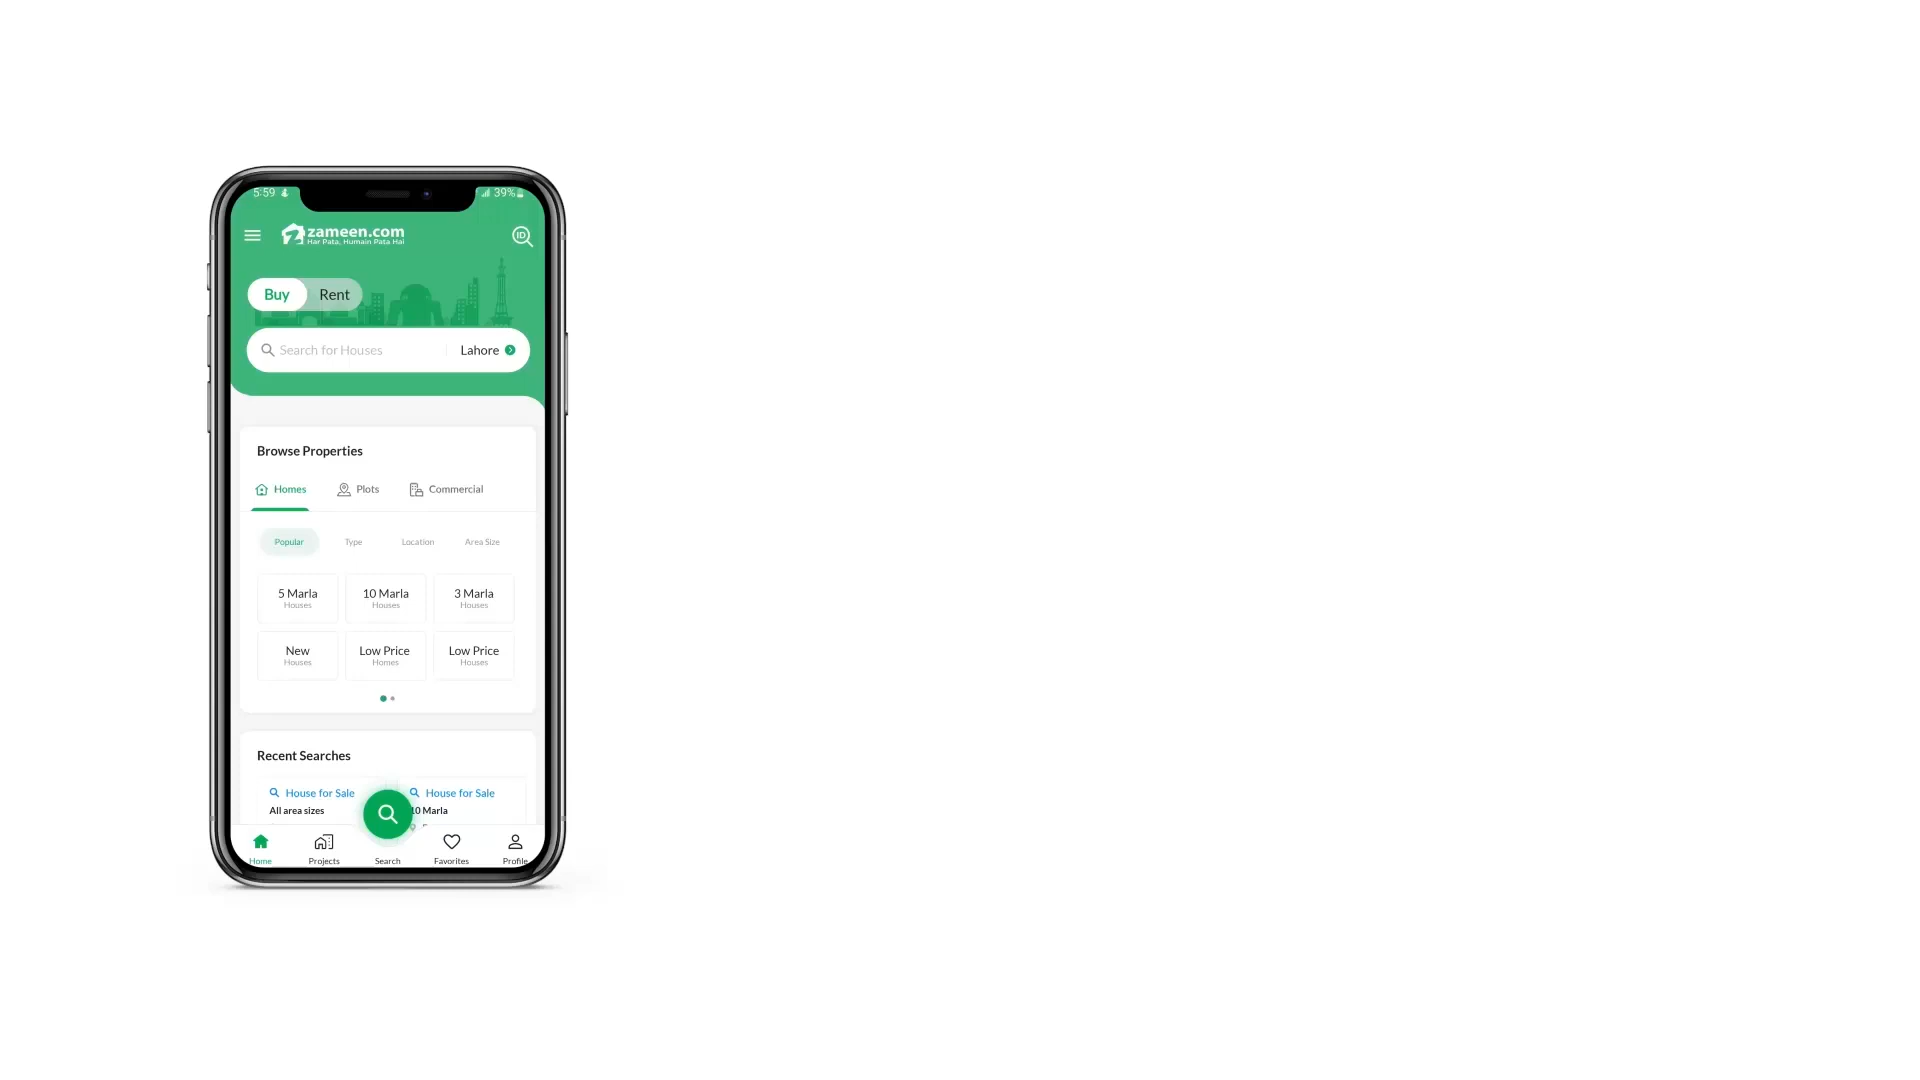 5:59 39%
zameen.com
Har Pata, Humain Pata Hai
ID
Buy Rent
Search for Houses Lahore
Browse Properties
Homes Plots Commercial
Popular Type Location Area Size
5 Marla 10 Marla 3 Marla
Houses Houses Houses
New Low Price Low Price
Houses Homes Houses
Recent Searches
House for Sale House for Sale
All area sizes 10 Marla
Home Projects Search Favorites Profile